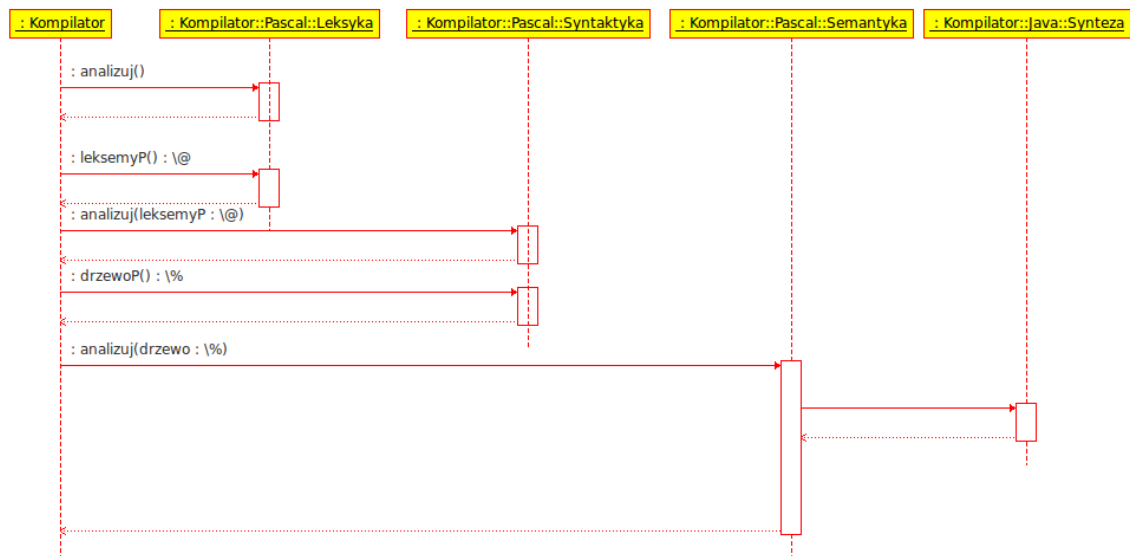 : Kompilator
: Kompilator::Pascal::Leksyka
: Kompilator::Pascal::Syntaktyka
: Kompilator::Pascal::Semantyka
: Kompilator::Java::Synteza
: analizuj()
: leksemyP() : \@
: analizuj(leksemyP : \@)
: drzewoP() : \%
: analizuj(drzewo : \%)